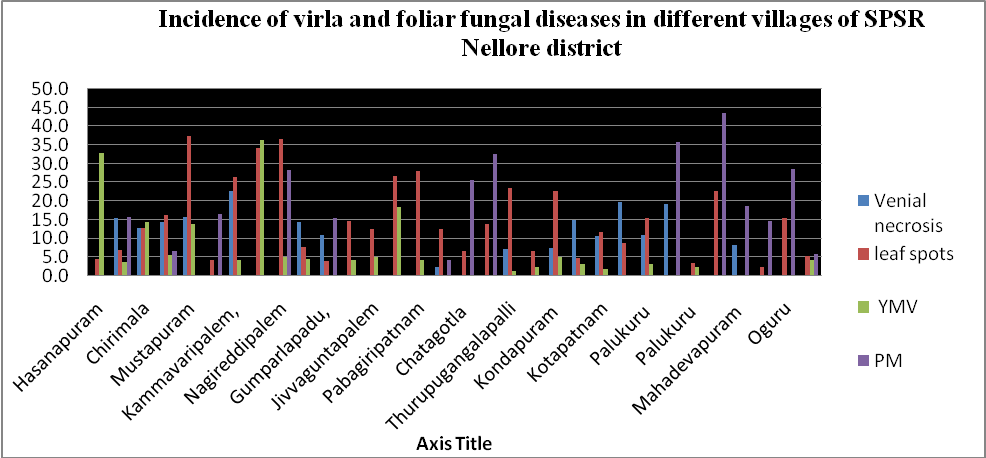 Incidence of virla and foliar fungal diseases in different villages of SPSR
Nellore district
50.0
45.0
40.0
35.0
30.0
25.0
20.0
15.0
10.0
5.0
0.0
Hasanapuram
Chirimala
Mustapuram
Kammavaripalem,
Nagireddipalem
Gumparlapadu,
Jivvaguntapalem
Pabagiripatnam
Chatagotla
Thurupugangalapalli
Kondapuram
Kotapatnam
Palukuru
Palukuru
Mahadevapuram
Oguru
Axis Title
Venial
necrosis
leaf spots
YMV
PM